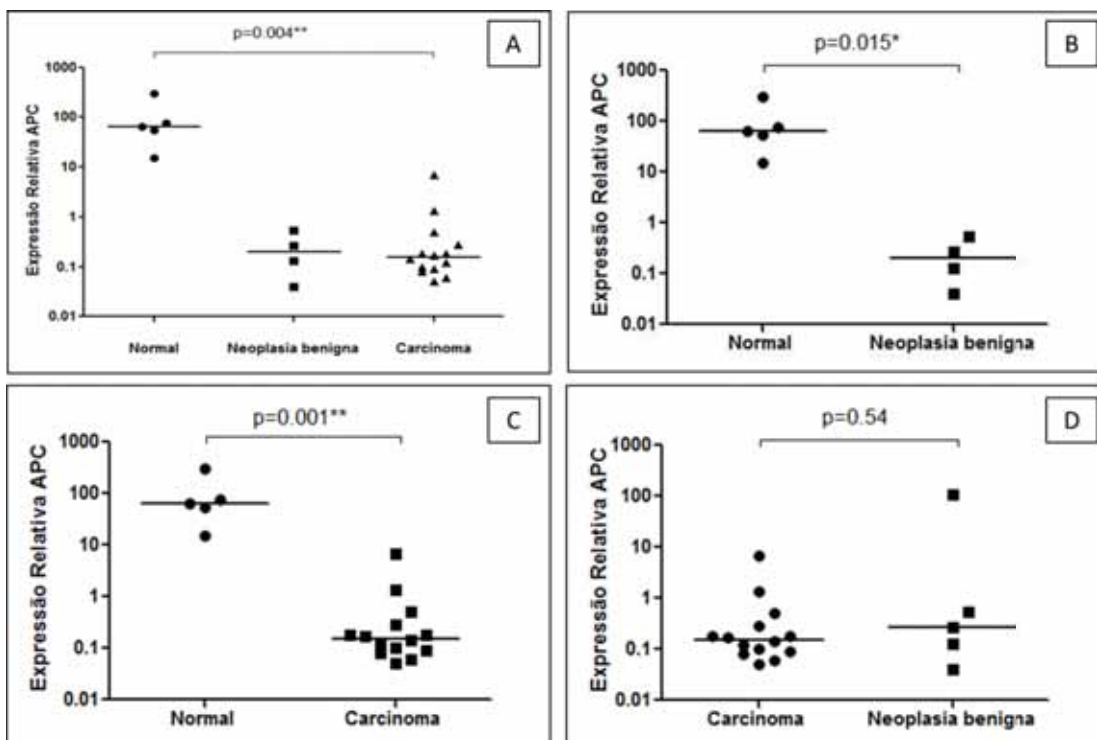 p=0.004**
A
Expressão Relativa APC
1000
100
10
1
0.1
0.01
Normal
Neoplasia benigna
Carcinoma
p=0.015*
B
Expressão Relativa APC
1000
100
10
1
0.1
0.01
Normal
Neoplasia benigna
p=0.001**
C
Expressão Relativa APC
1000
100
10
1
0.1
0.01
Normal
Carcinoma
p=0.54
D
Expressão Relativa APC
1000
100
10
1
0.1
0.01
Carcinoma
Neoplasia benigna